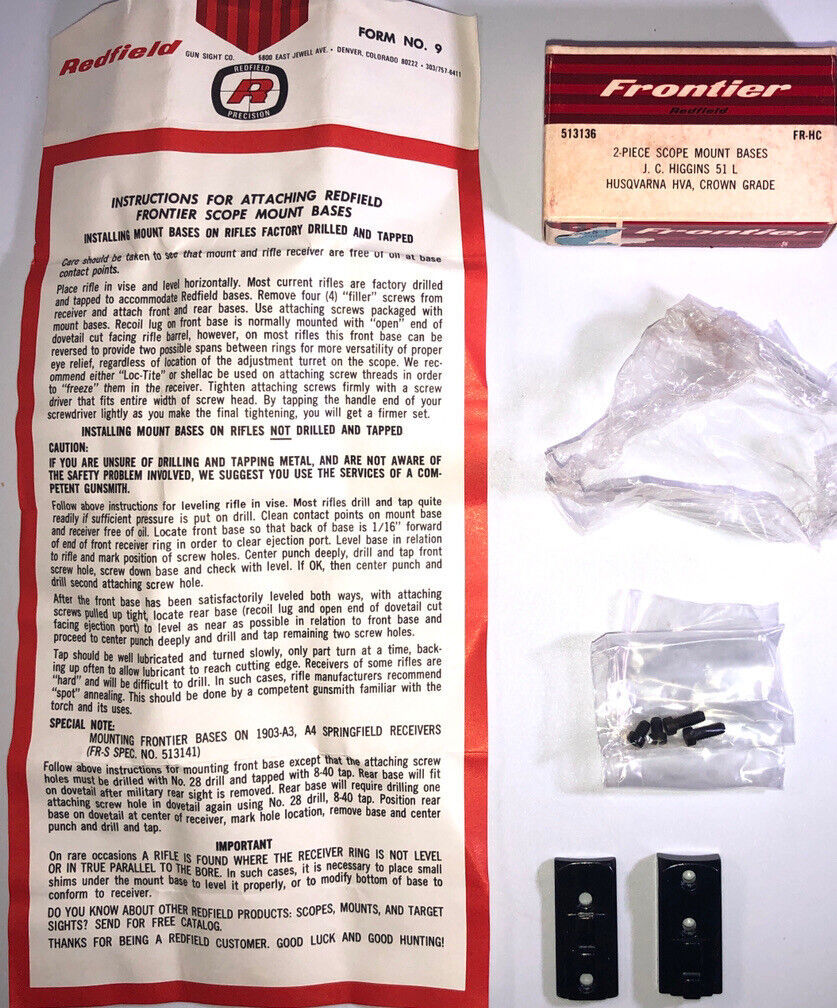 Redfield GUN SIGHT CO. 5800 EAST JEWELL AVE. • DENVER, COLORADO 80222 • 303/757-6411
FORM NO. 9
REDFIELD
R
PRECISION
INSTRUCTIONS FOR ATTACHING REDFIELD
FRONTIER SCOPE MOUNT BASES
INSTALLING MOUNT BASES ON RIFLES FACTORY DRILLED AND TAPPED
Care should be taken to see that mount and rifle receiver are free of oil at base
contact points.
Place rifle in vise and level horizontally. Most current rifles are factory drilled
and tapped to accommodate Redfield bases. Remove four (4) "filler" screws from
receiver and attach front and rear bases. Use attaching screws packaged with
mount bases. Recoil lug on front base is normally mounted with "open" end of
dovetail cut facing rifle barrel, however, on most rifles this front base can be
reversed to provide two possible spans between rings for more versatility of proper
eye relief, regardless of location of the adjustment turret on the scope. We rec-
ommend either "Loc-Tite" or shellac be used on attaching screw threads in order
to "freeze" them in the receiver. Tighten attaching screws firmly with a screw
driver that fits entire width of screw head. By tapping the handle end of your
screwdriver lightly as you make the final tightening, you will get a firmer set.
INSTALLING MOUNT BASES ON RIFLES NOT DRILLED AND TAPPED
CAUTION:
IF YOU ARE UNSURE OF DRILLING AND TAPPING METAL, AND ARE NOT AWARE OF
THE SAFETY PROBLEM INVOLVED, WE SUGGEST YOU USE THE SERVICES OF A COM-
PETENT GUNSMITH.
Follow above instructions for leveling rifle in vise. Most rifles drill and tap quite
readily if sufficient pressure is put on drill. Clean contact points on mount base
and receiver free of oil. Locate front base so that back of base is 1/16" forward
of end of front receiver ring in order to clear ejection port. Level base in relation
to rifle and mark position of screw holes. Center punch deeply, drill and tap front
screw hole, screw down base and check with level. If OK, then center punch and
drill second attaching screw hole.
After the front base has been satisfactorily leveled both ways, with attaching
screws pulled up tight, locate rear base (recoil lug and open end of dovetail cut
facing ejection port) to level as near as possible in relation to front base and
proceed to center punch deeply and drill and tap remaining two screw holes.
Tap should be well lubricated and turned slowly, only part turn at a time, back-
ing up often to allow lubricant to reach cutting edge. Receivers of some rifles are
"hard" and will be difficult to drill. In such cases, rifle manufacturers recommend
"spot" annealing. This should be done by a competent gunsmith familiar with the
torch and its uses.
SPECIAL NOTE:
MOUNTING FRONTIER BASES ON 1903-A3, A4 SPRINGFIELD RECEIVERS
(FR-S SPEC. NO. 513141)
Follow above instructions for mounting front base except that the attaching screw
holes must be drilled with No. 28 drill and tapped with 8-40 tap. Rear base will fit
on dovetail after military rear sight is removed. Rear base will require drilling one
attaching screw hole in dovetail again using No. 28 drill, 8-40 tap. Position rear
base on dovetail at center of receiver, mark hole location, remove base and center
punch and drill and tap.
IMPORTANT
On rare occasions A RIFLE IS FOUND WHERE THE RECEIVER RING IS NOT LEVEL
OR IN TRUE PARALLEL TO THE BORE. In such cases, it is necessary to place small
shims under the mount base to level it properly, or to modify bottom of base to
conform to receiver.
DO YOU KNOW ABOUT OTHER REDFIELD PRODUCTS: SCOPES, MOUNTS, AND TARGET
SIGHTS? SEND FOR FREE CATALOG.
THANKS FOR BEING A REDFIELD CUSTOMER. GOOD LUCK AND GOOD HUNTING!
Frontier
Redfield
513136 FR-HC
2-PIECE SCOPE MOUNT BASES
J. C. HIGGINS 51 L
HUSQVARNA HVA, CROWN GRADE
Frontier